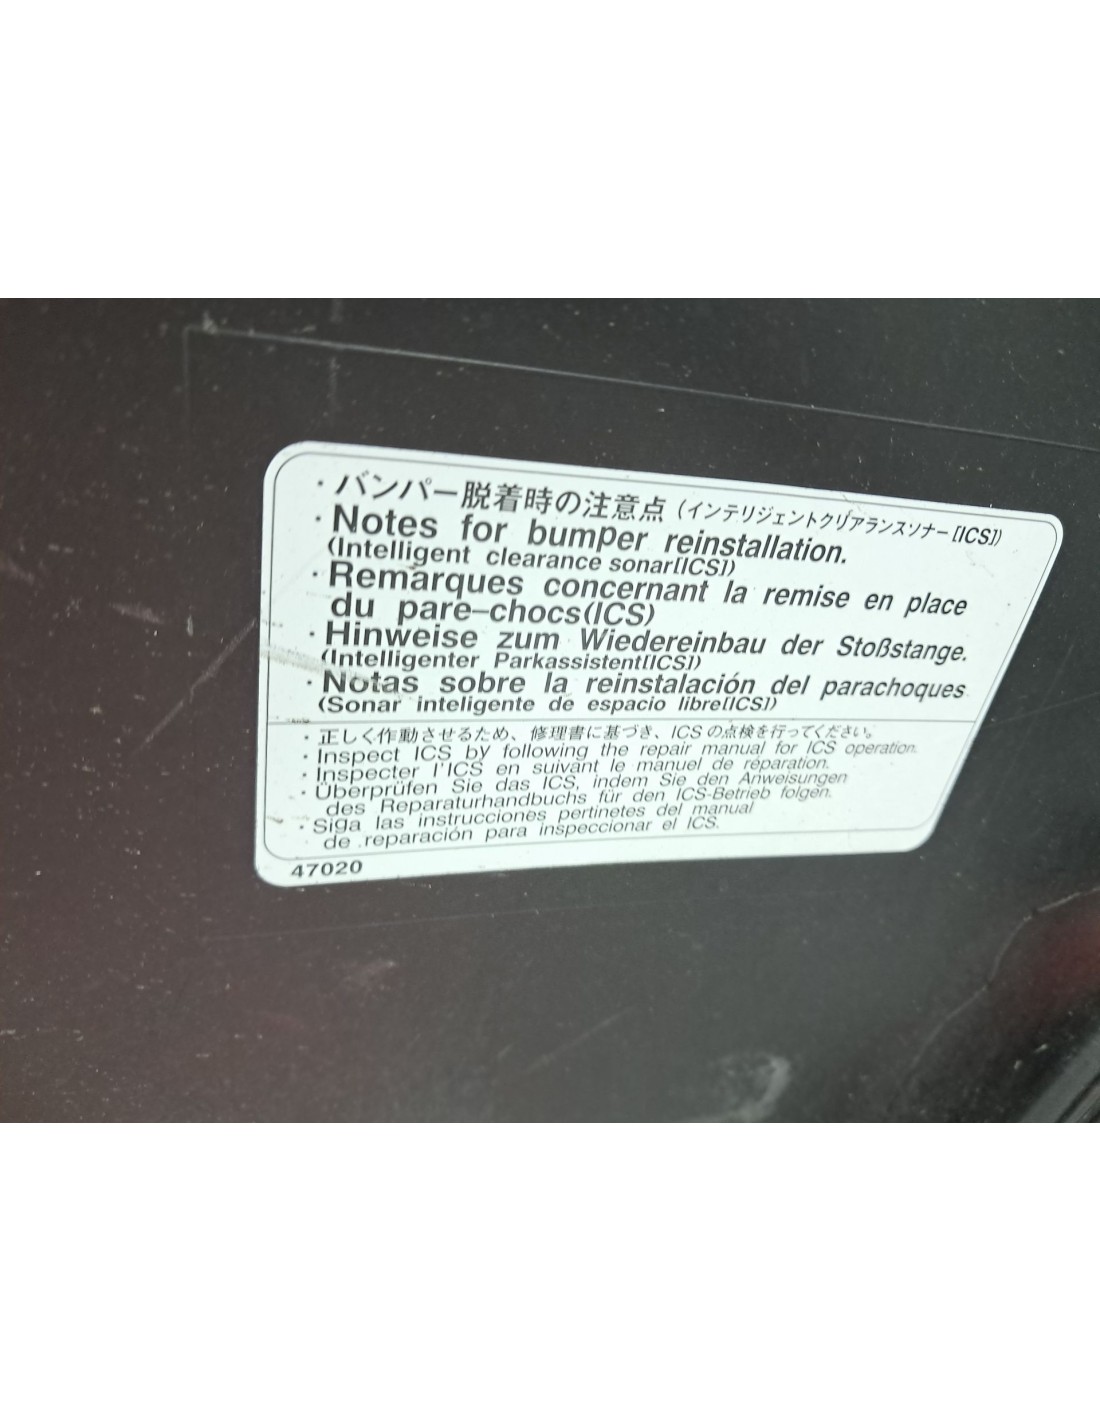 ・バンパー脱着時の注意点(インテリジェントクリアランスソナー[ICS])
・Notes for bumper reinstallation.
(Intelligent clearance sonar[ICS])
・Remarques concernant la remise en place
du pare-chocs(ICS)
・Hinweise zum Wiedereinbau der Stoßstange.
(Intelligenter Parkassistent[ICS])
・Notas sobre la reinstalación del parachoques
(Sonar inteligente de espacio libre[ICS])
・正しく作動させるため、修理書に基づき、ICSの点検を行ってください。
・Inspect ICS by following the repair manual for ICS operation.
・Inspecter l'ICS en suivant le manuel de réparation.
・Überprüfen Sie das ICS, indem Sie den Anweisungen
des Reparaturhandbuchs für den ICS-Betrieb folgen.
・Siga las instrucciones pertinetes del manual
de reparación para inspeccionar el ICS.
47020